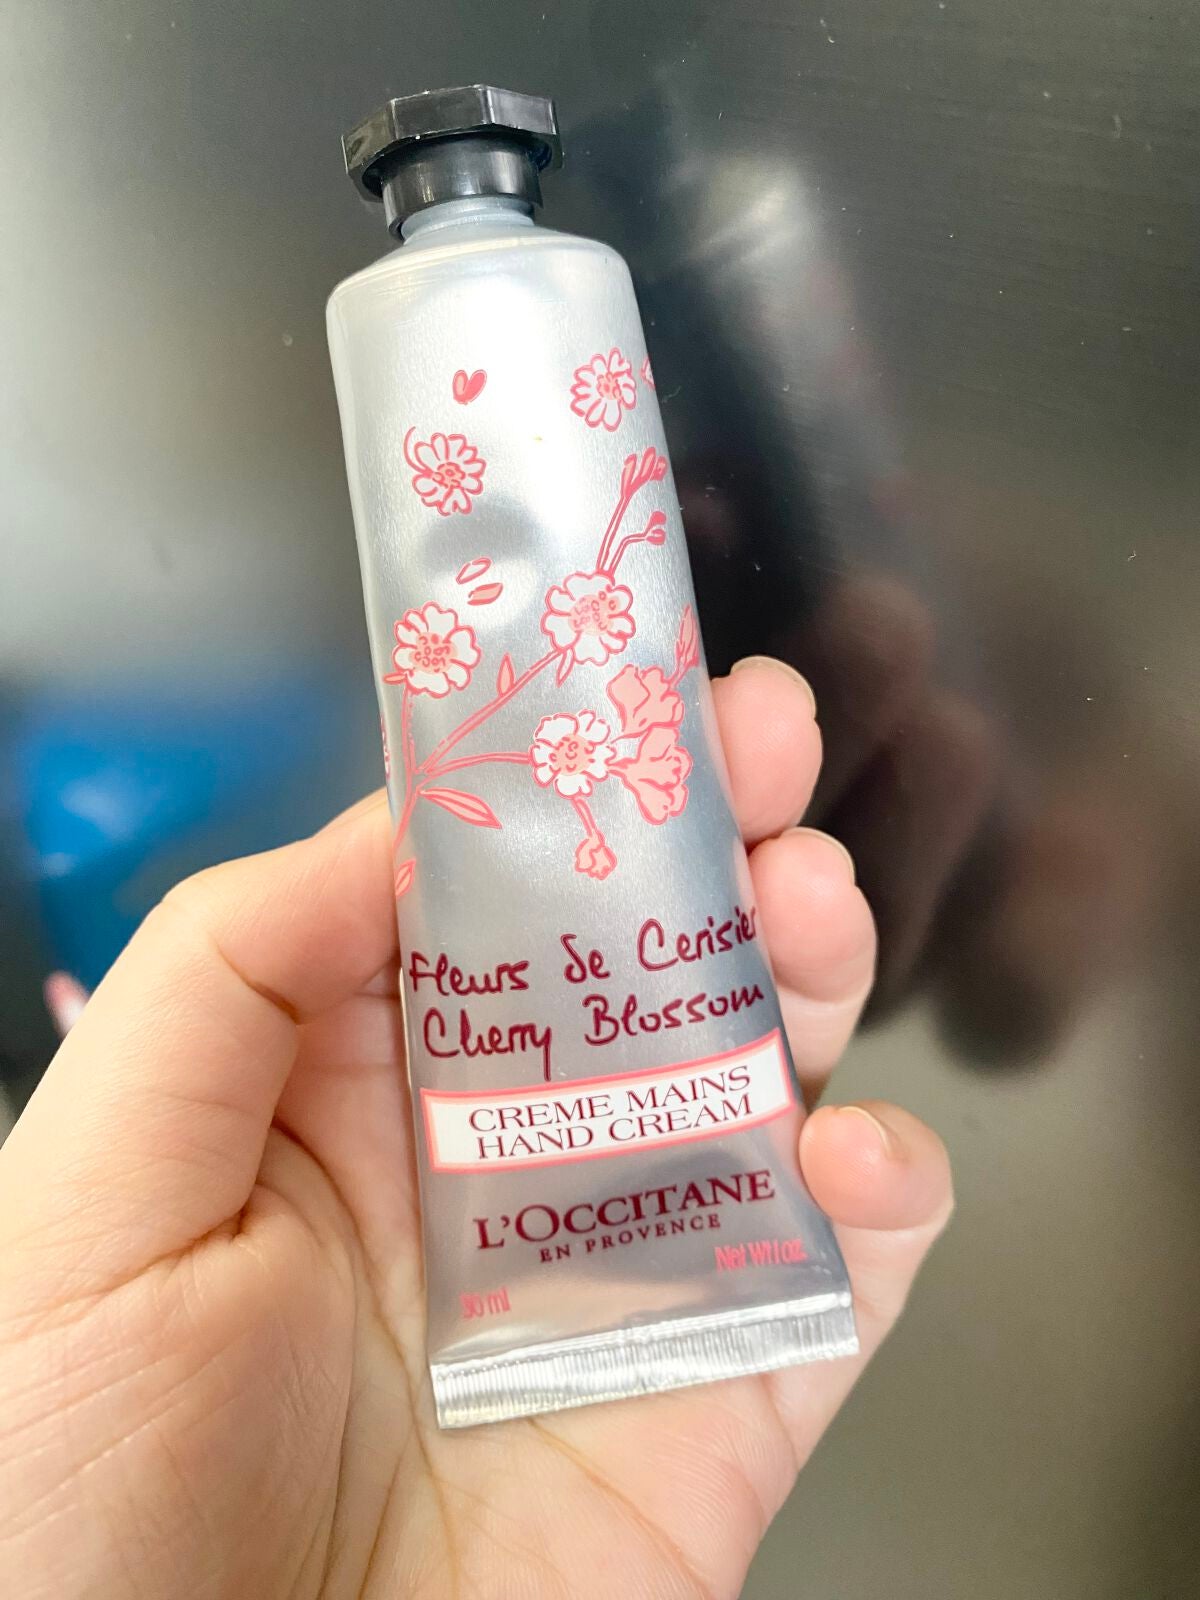 Fleurs de Cerisier
Cherry Blossom
CREME MAINS
HAND CREAM
L'OCCITANE
EN PROVENCE
Net Wt 1 oz.
30 ml